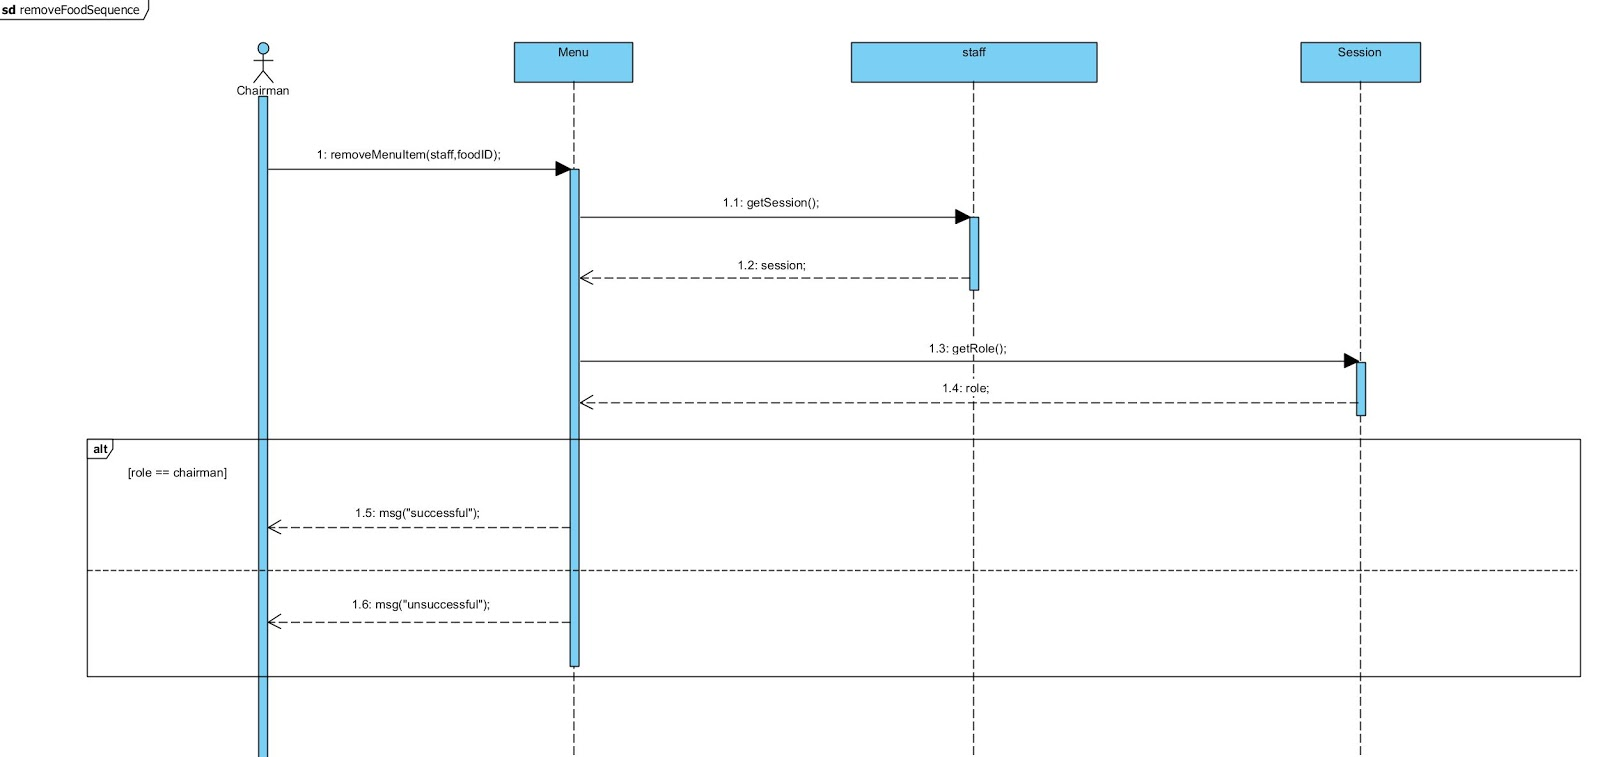 sd removeFoodSequence
Chairman
Menu
staff
Session
1: removeMenuItem(staff,foodID);
1.1: getSession();
1.2: session;
1.3: getRole();
1.4: role;
alt
[role == chairman]
1.5: msg("successful");
1.6: msg("unsuccessful");